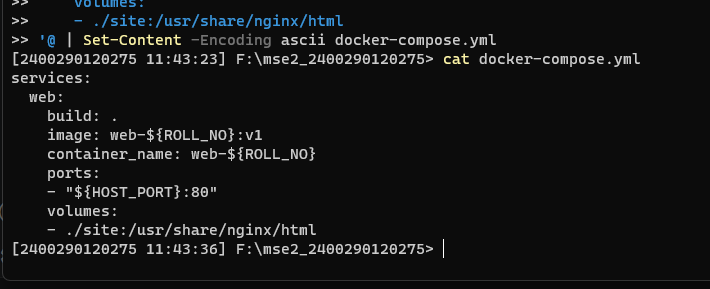 >>     volumes:
>>     - ./site:/usr/share/nginx/html
>> '@ | Set-Content -Encoding ascii docker-compose.yml
[2400290120275 11:43:23] F:\mse2_2400290120275> cat docker-compose.yml
services:
  web:
    build: .
    image: web-${ROLL_NO}:v1
    container_name: web-${ROLL_NO}
    ports:
    - "${HOST_PORT}:80"
    volumes:
    - ./site:/usr/share/nginx/html
[2400290120275 11:43:36] F:\mse2_2400290120275>